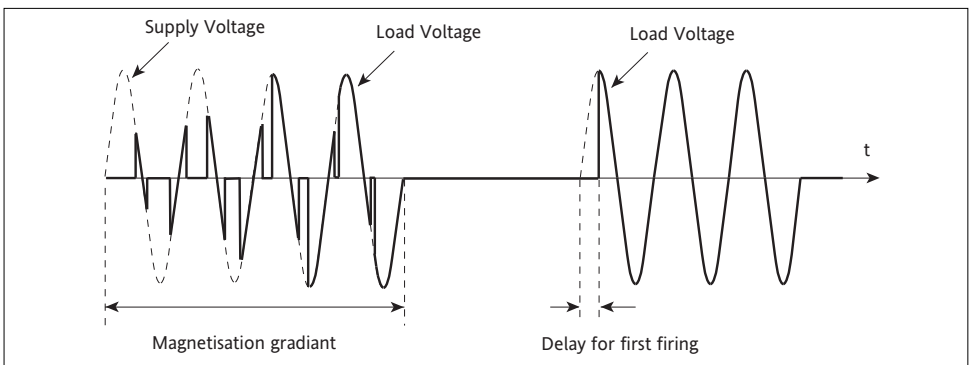 Supply Voltage
Load Voltage
Load Voltage
t
Magnetisation gradiant
Delay for first firing